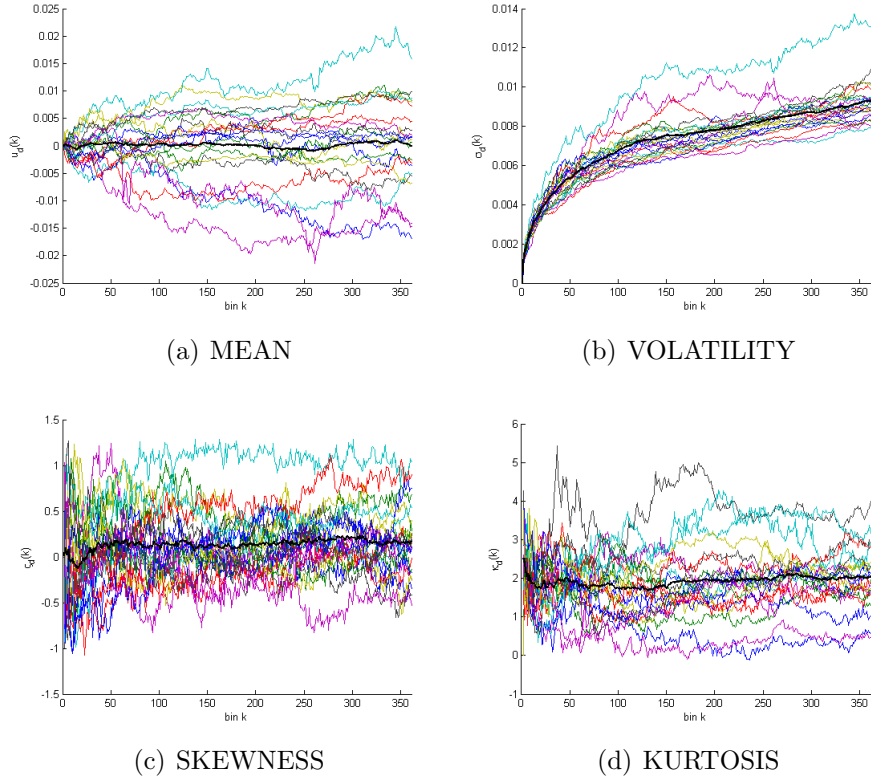 0.025
0.02
0.015
0.01
0.005
0
-0.005
-0.01
-0.015
-0.02
-0.025
u_d(k)
0 50 100 150 200 250 300 350
bin k
(a) MEAN
0.014
0.012
0.01
0.008
0.006
0.004
0.002
0
σ_d(k)
0 50 100 150 200 250 300 350
bin k
(b) VOLATILITY
1.5
1
0.5
0
-0.5
-1
-1.5
ς_d(k)
0 50 100 150 200 250 300 350
bin k
(c) SKEWNESS
6
5
4
3
2
1
0
-1
κ_d(k)
0 50 100 150 200 250 300 350
bin k
(d) KURTOSIS